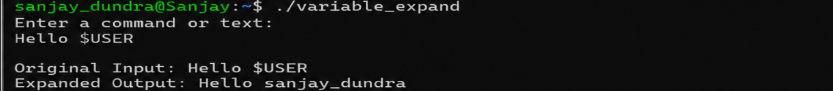 sanjay_dundra@Sanjay:~$ ./variable_expand
Enter a command or text:
Hello $USER

Original Input: Hello $USER
Expanded Output: Hello sanjay_dundra